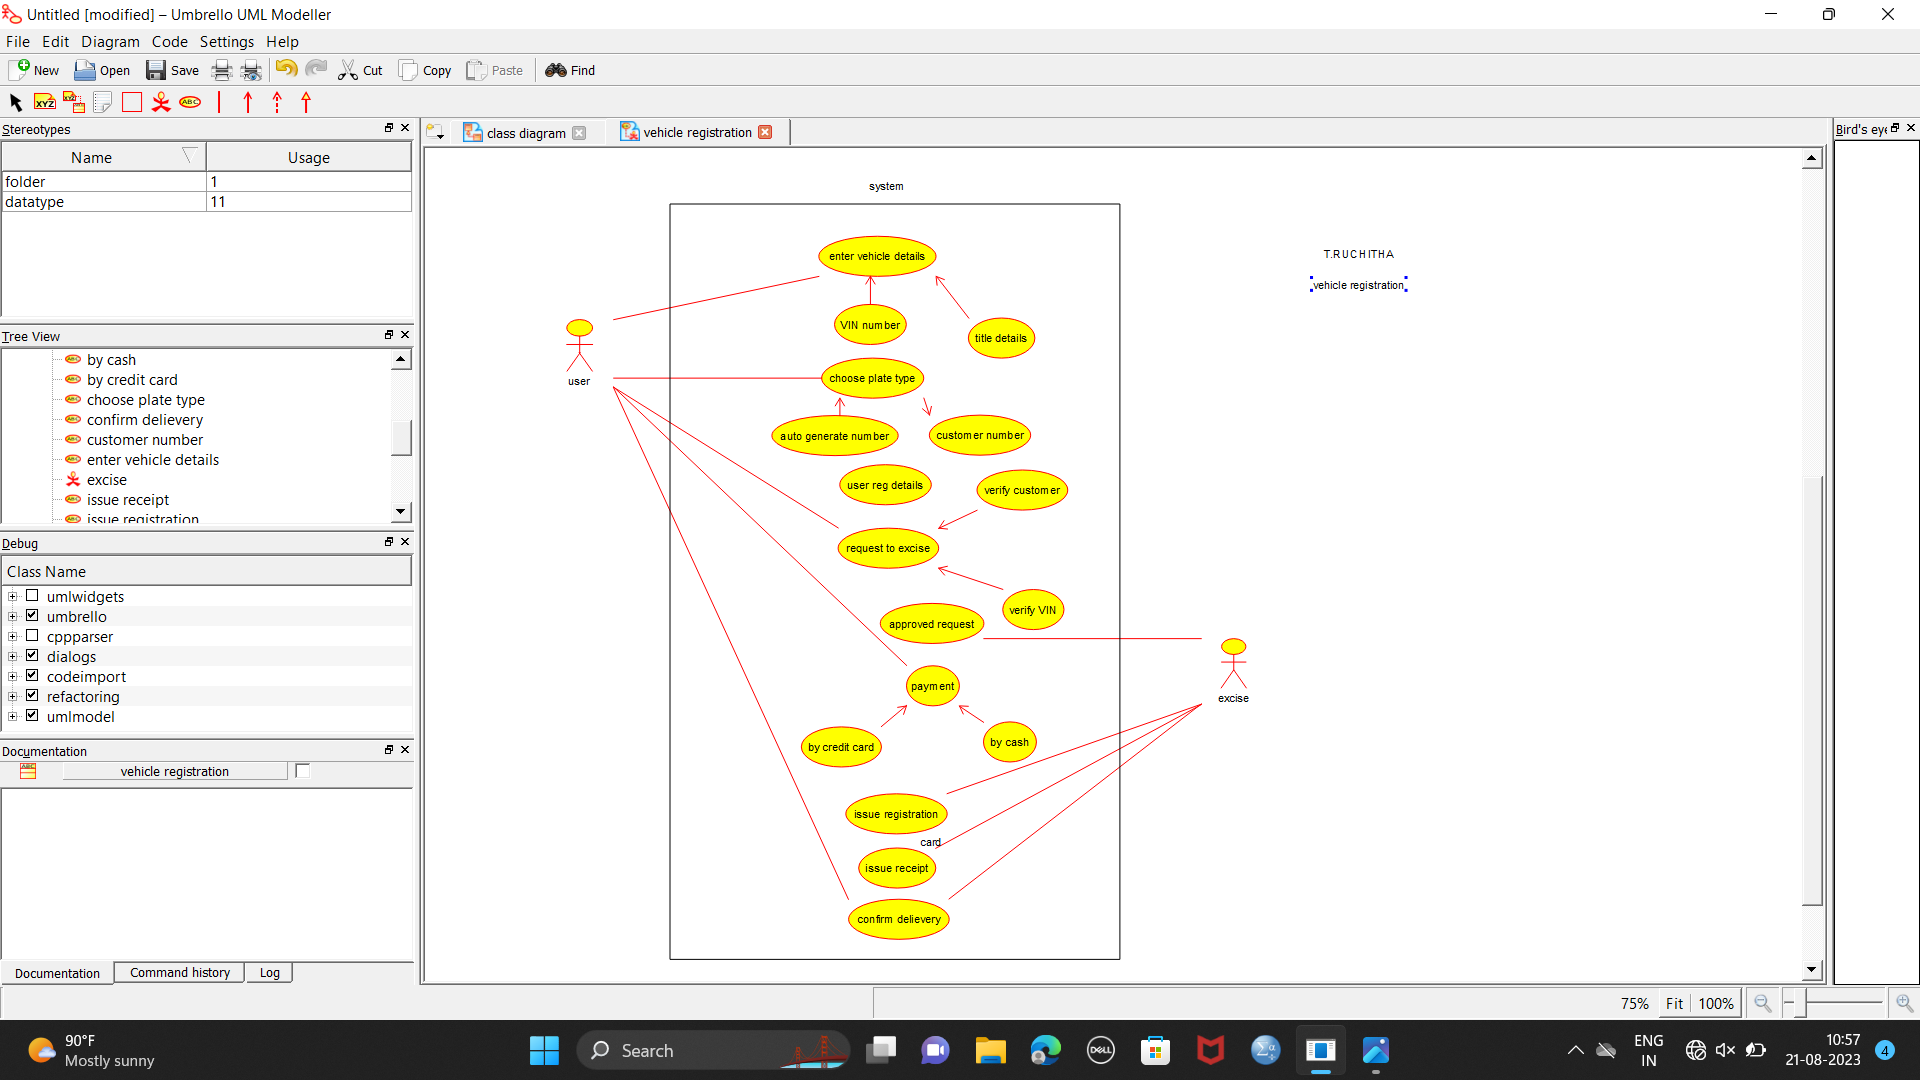 Untitled [modified] – Umbrello UML Modeller
File Edit Diagram Code Settings Help
New Open Save Cut Copy Paste Find
XYZ XYZ ABC
Stereotypes
Name Usage
folder 1
datatype 11
Tree View
by cash
by credit card
choose plate type
confirm delievery
customer number
enter vehicle details
excise
issue receipt
issue registration
Debug
Class Name
umlwidgets
umbrello
cppparser
dialogs
codeimport
refactoring
umlmodel
Documentation
vehicle registration
Documentation Command history Log
class diagram vehicle registration
Bird's eye
system
T.RUCHITHA
vehicle registration
enter vehicle details
VIN number
title details
user
choose plate type
auto generate number
customer number
user reg details
verify customer
request to excise
verify VIN
approved request
excise
payment
by credit card
by cash
issue registration
card
issue receipt
confirm delievery
75% Fit 100%
90°F
Mostly sunny
Search
DELL
ENG
IN
10:57
21-08-2023
4